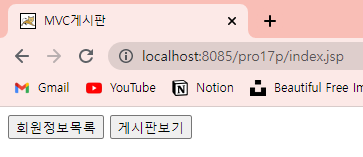 MVC게시판
localhost:8085/pro17p/index.jsp
Gmail YouTube Notion Beautiful Free Im
회원정보목록 게시판보기